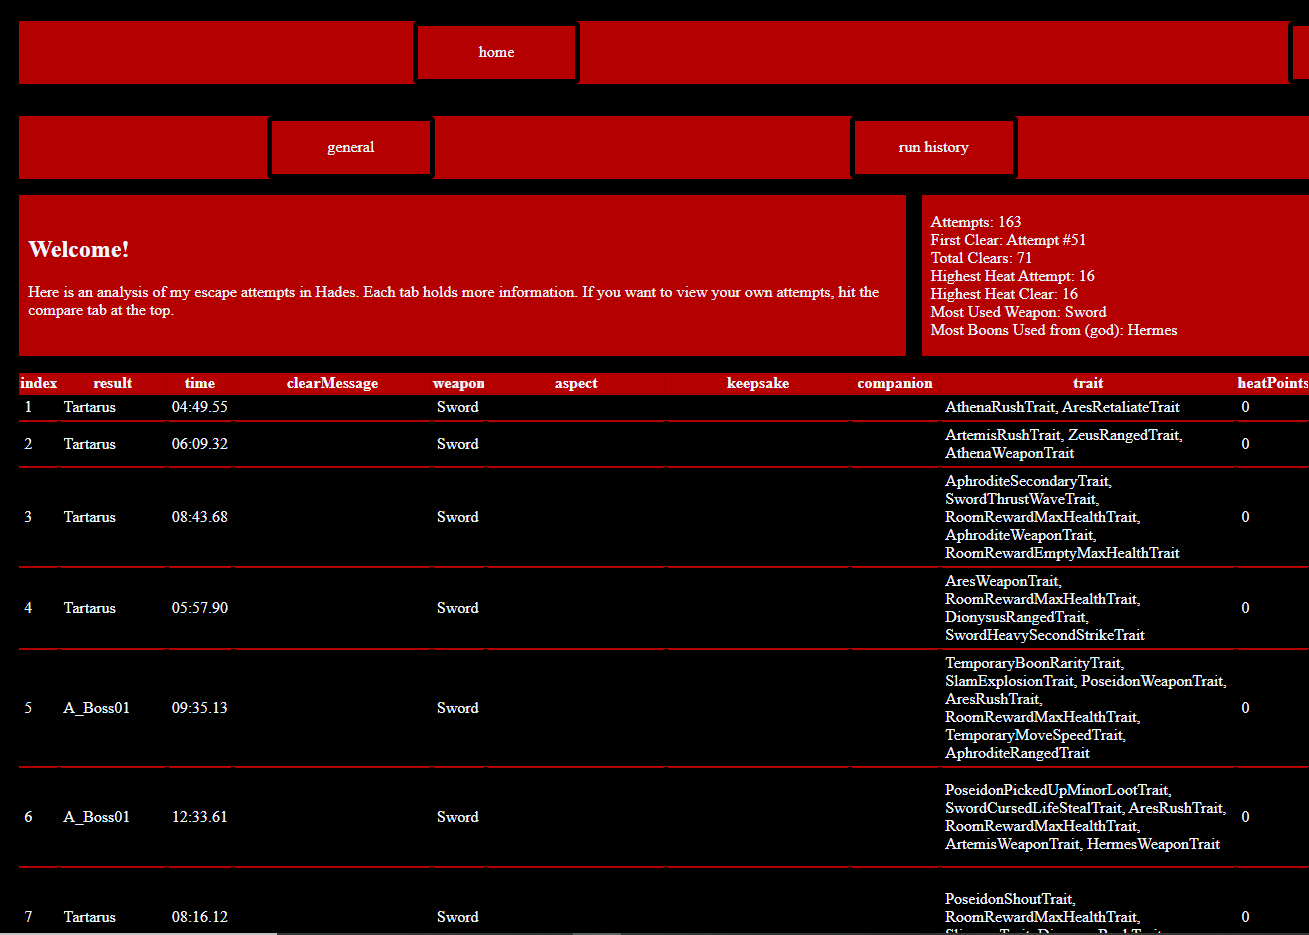 home
general
run history
Welcome!
Here is an analysis of my escape attempts in Hades. Each tab holds more information. If you want to view your own attempts, hit the
compare tab at the top.
Attempts: 163
First Clear: Attempt #51
Total Clears: 71
Highest Heat Attempt: 16
Highest Heat Clear: 16
Most Used Weapon: Sword
Most Boons Used from (god): Hermes
index result time clearMessage weapon aspect keepsake companion trait heatPoints
1 Tartarus 04:49.55 Sword AthenaRushTrait, AresRetaliateTrait 0
2 Tartarus 06:09.32 Sword ArtemisRushTrait, ZeusRangedTrait, 0
AthenaWeaponTrait
3 Tartarus 08:43.68 Sword AphroditeSecondaryTrait, 0
SwordThrustWaveTrait,
RoomRewardMaxHealthTrait,
AphroditeWeaponTrait,
RoomRewardEmptyMaxHealthTrait
4 Tartarus 05:57.90 Sword AresWeaponTrait, 0
RoomRewardMaxHealthTrait,
DionysusRangedTrait,
SwordHeavySecondStrikeTrait
5 A_Boss01 09:35.13 Sword TemporaryBoonRarityTrait, 0
SlamExplosionTrait, PoseidonWeaponTrait,
AresRushTrait,
RoomRewardMaxHealthTrait,
TemporaryMoveSpeedTrait,
AphroditeRangedTrait
6 A_Boss01 12:33.61 Sword PoseidonPickedUpMinorLootTrait, 0
SwordCursedLifeStealTrait, AresRushTrait,
RoomRewardMaxHealthTrait,
ArtemisWeaponTrait, HermesWeaponTrait
7 Tartarus 08:16.12 Sword PoseidonShoutTrait, 0
RoomRewardMaxHealthTrait,